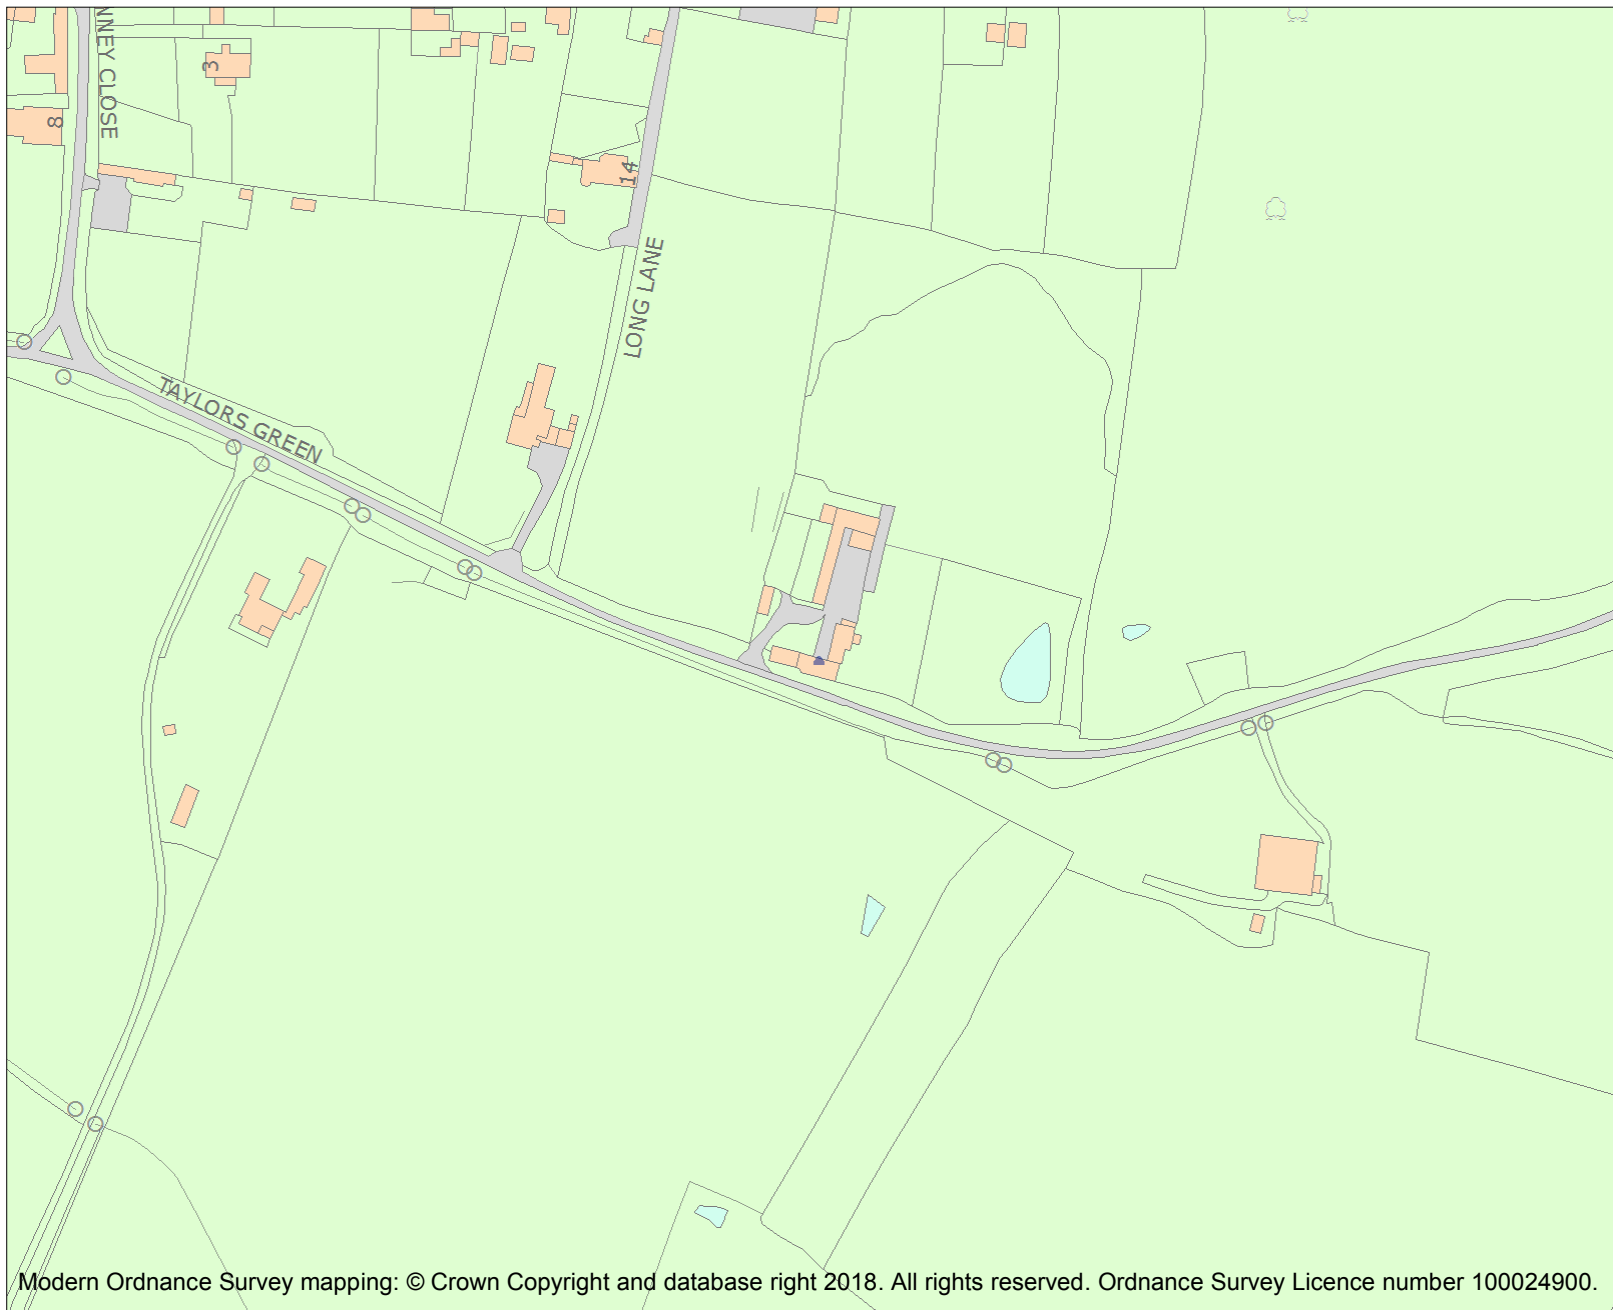 NNEY CLOSE
3
8
14
LONG LANE
TAYLORS GREEN
Modern Ordnance Survey mapping: © Crown Copyright and database right 2018. All rights reserved. Ordnance Survey Licence number 100024900.